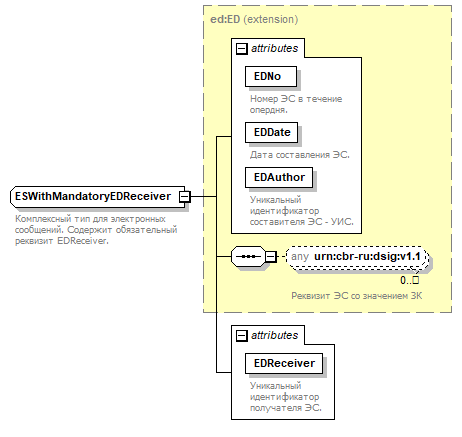 ed:ED (extension)
attributes
EDNo
Номер ЭС в течение
опердня.
EDDate
Дата составления ЭС.
EDAuthor
Уникальный
идентификатор
составителя ЭС - УИС.
ESWithMandatoryEDReceiver
Комплексный тип для электронных
сообщений. Содержит обязательный
реквизит EDReceiver.
any urn:cbr-ru:dsig:v1.1
0..□
Реквизит ЭС со значением ЗК
attributes
EDReceiver
Уникальный
идентификатор
получателя ЭС.